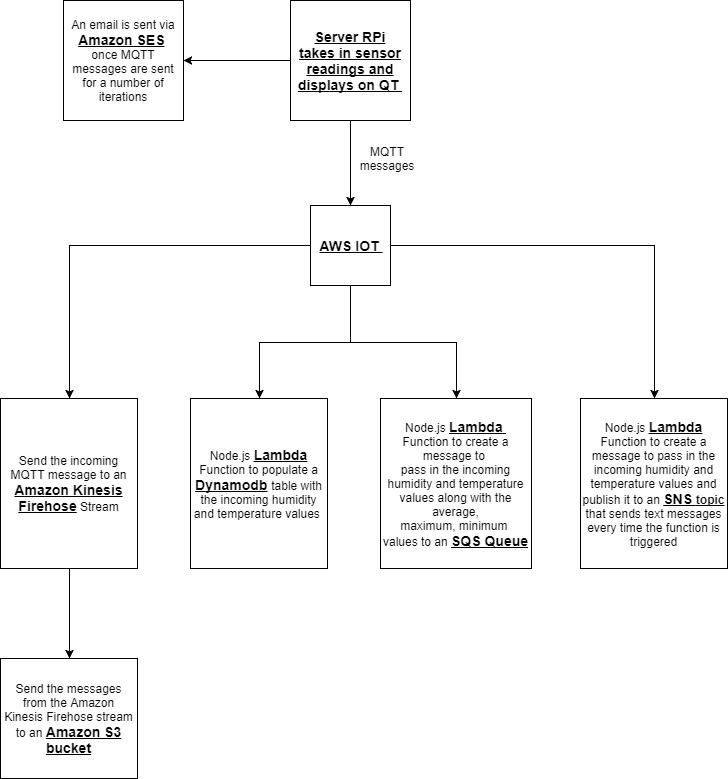 An email is sent via
Amazon SES
once MQTT
messages are sent
for a number of
iterations
Server RPi
takes in sensor
readings and
displays on QT
MQTT
messages
AWS IOT
Send the incoming
MQTT message to an
Amazon Kinesis
Firehose Stream
Node.js Lambda
Function to populate a
Dynamodb table with
the incoming humidity
and temperature values
Node.js Lambda
Function to create a
message to
pass in the incoming
humidity and temperature
values along with the
average,
maximum, minimum
values to an SQS Queue
Node.js Lambda
Function to create a
message to pass in the
incoming humidity and
temperature values and
publish it to an SNS topic
that sends text messages
every time the function is
triggered
Send the messages
from the Amazon
Kinesis Firehose stream
to an Amazon S3
bucket